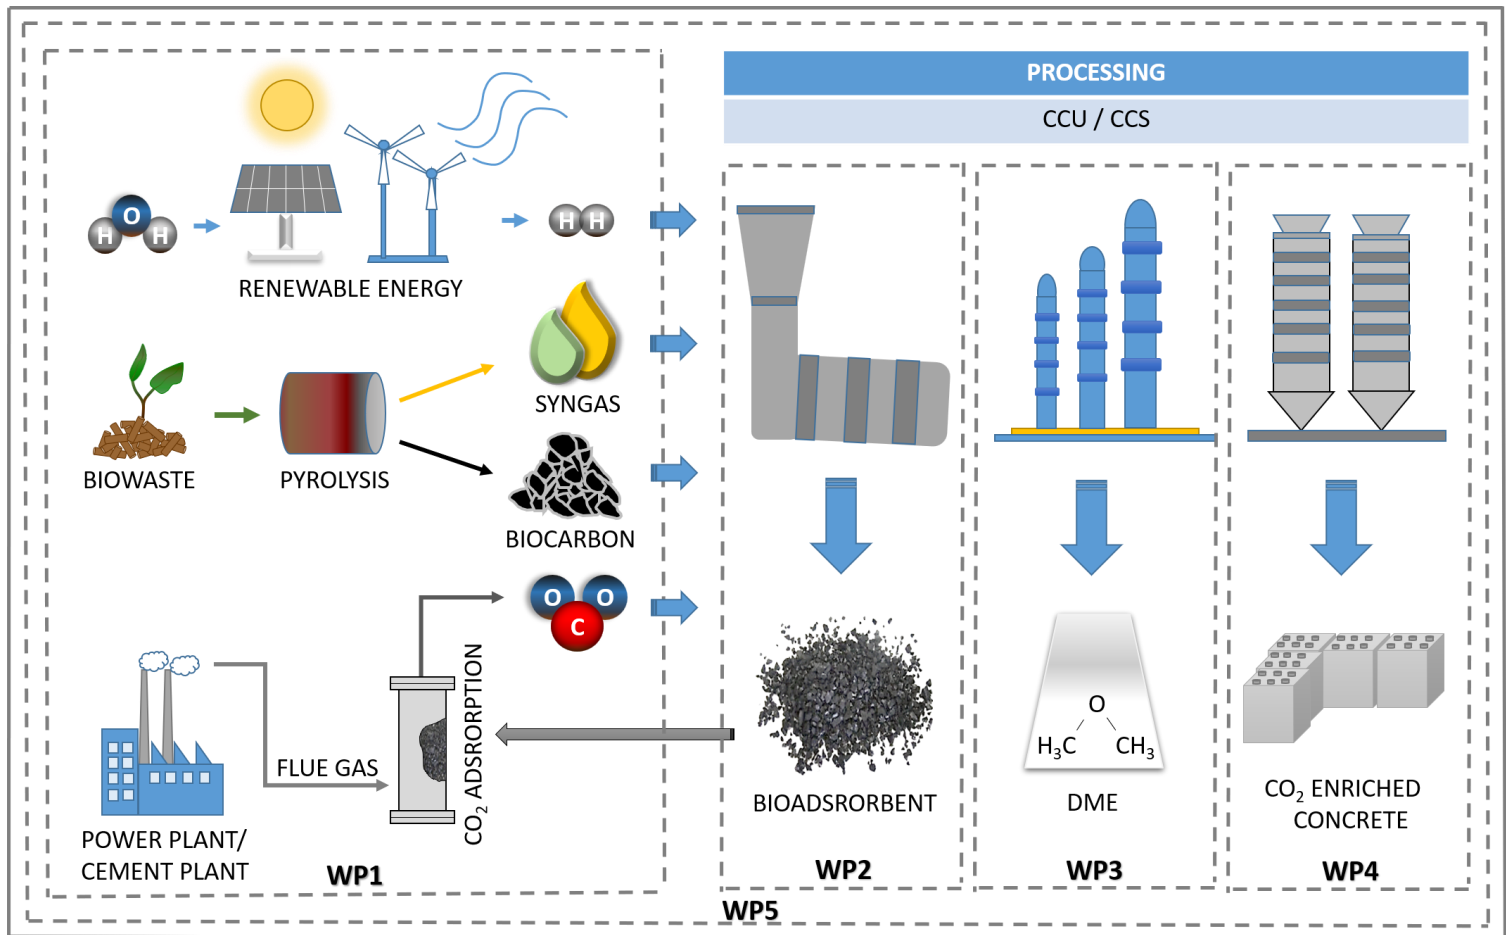 PROCESSING
CCU / CCS
O
H H
H H
RENEWABLE ENERGY
SYNGAS
BIOWASTE
PYROLYSIS
BIOCARBON
O O
C
CO2 ADSRORPTION
FLUE GAS
POWER PLANT/
CEMENT PLANT
WP1
BIOADSRORBENT
WP2
O
H3C CH3
DME
WP3
CO2 ENRICHED
CONCRETE
WP4
WP5